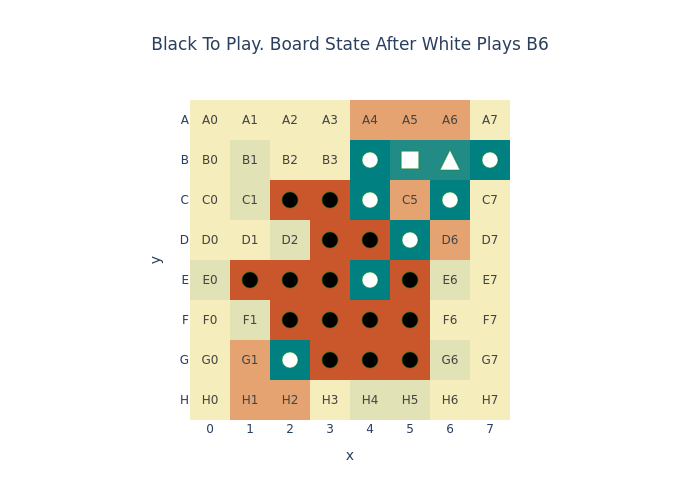 Black To Play. Board State After White Plays B6
A A0 A1 A2 A3 A4 A5 A6 A7
B B0 B1 B2 B3
C C0 C1 C5 C7
D D0 D1 D2 D6 D7
y
E E0 E6 E7
F F0 F1 F6 F7
G G0 G1 G6 G7
H H0 H1 H2 H3 H4 H5 H6 H7
0 1 2 3 4 5 6 7
x